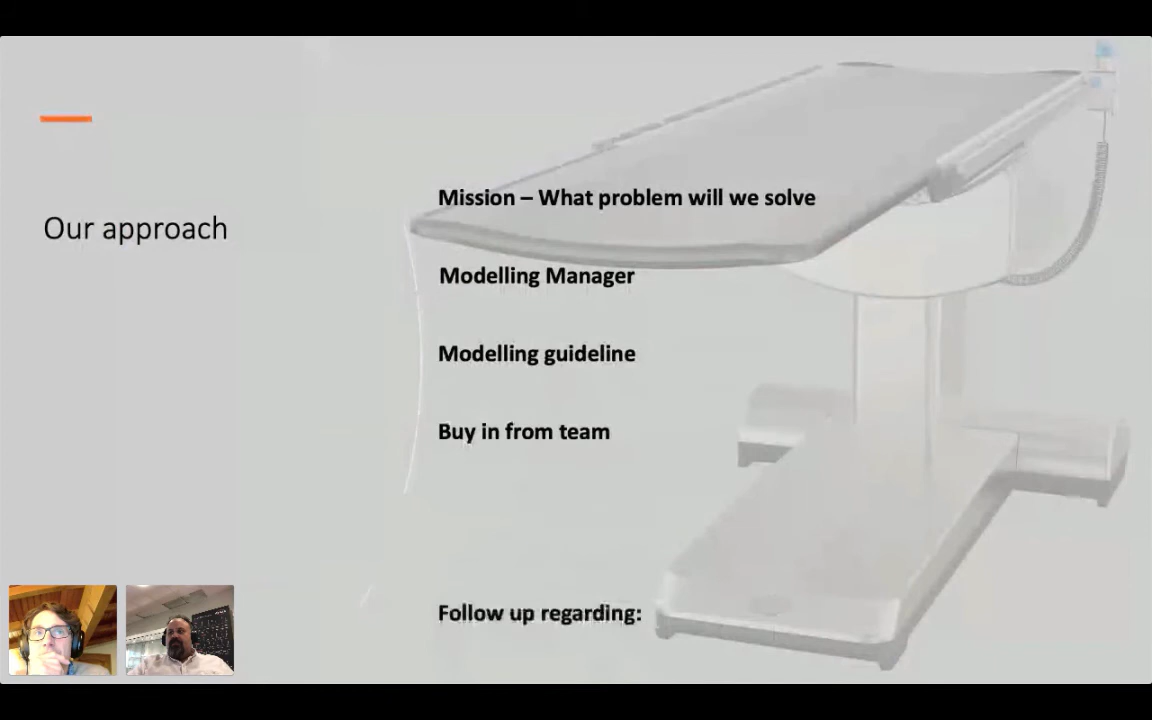 Our approach
Mission – What problem will we solve
Modelling Manager
Modelling guideline
Buy in from team
Follow up regarding: